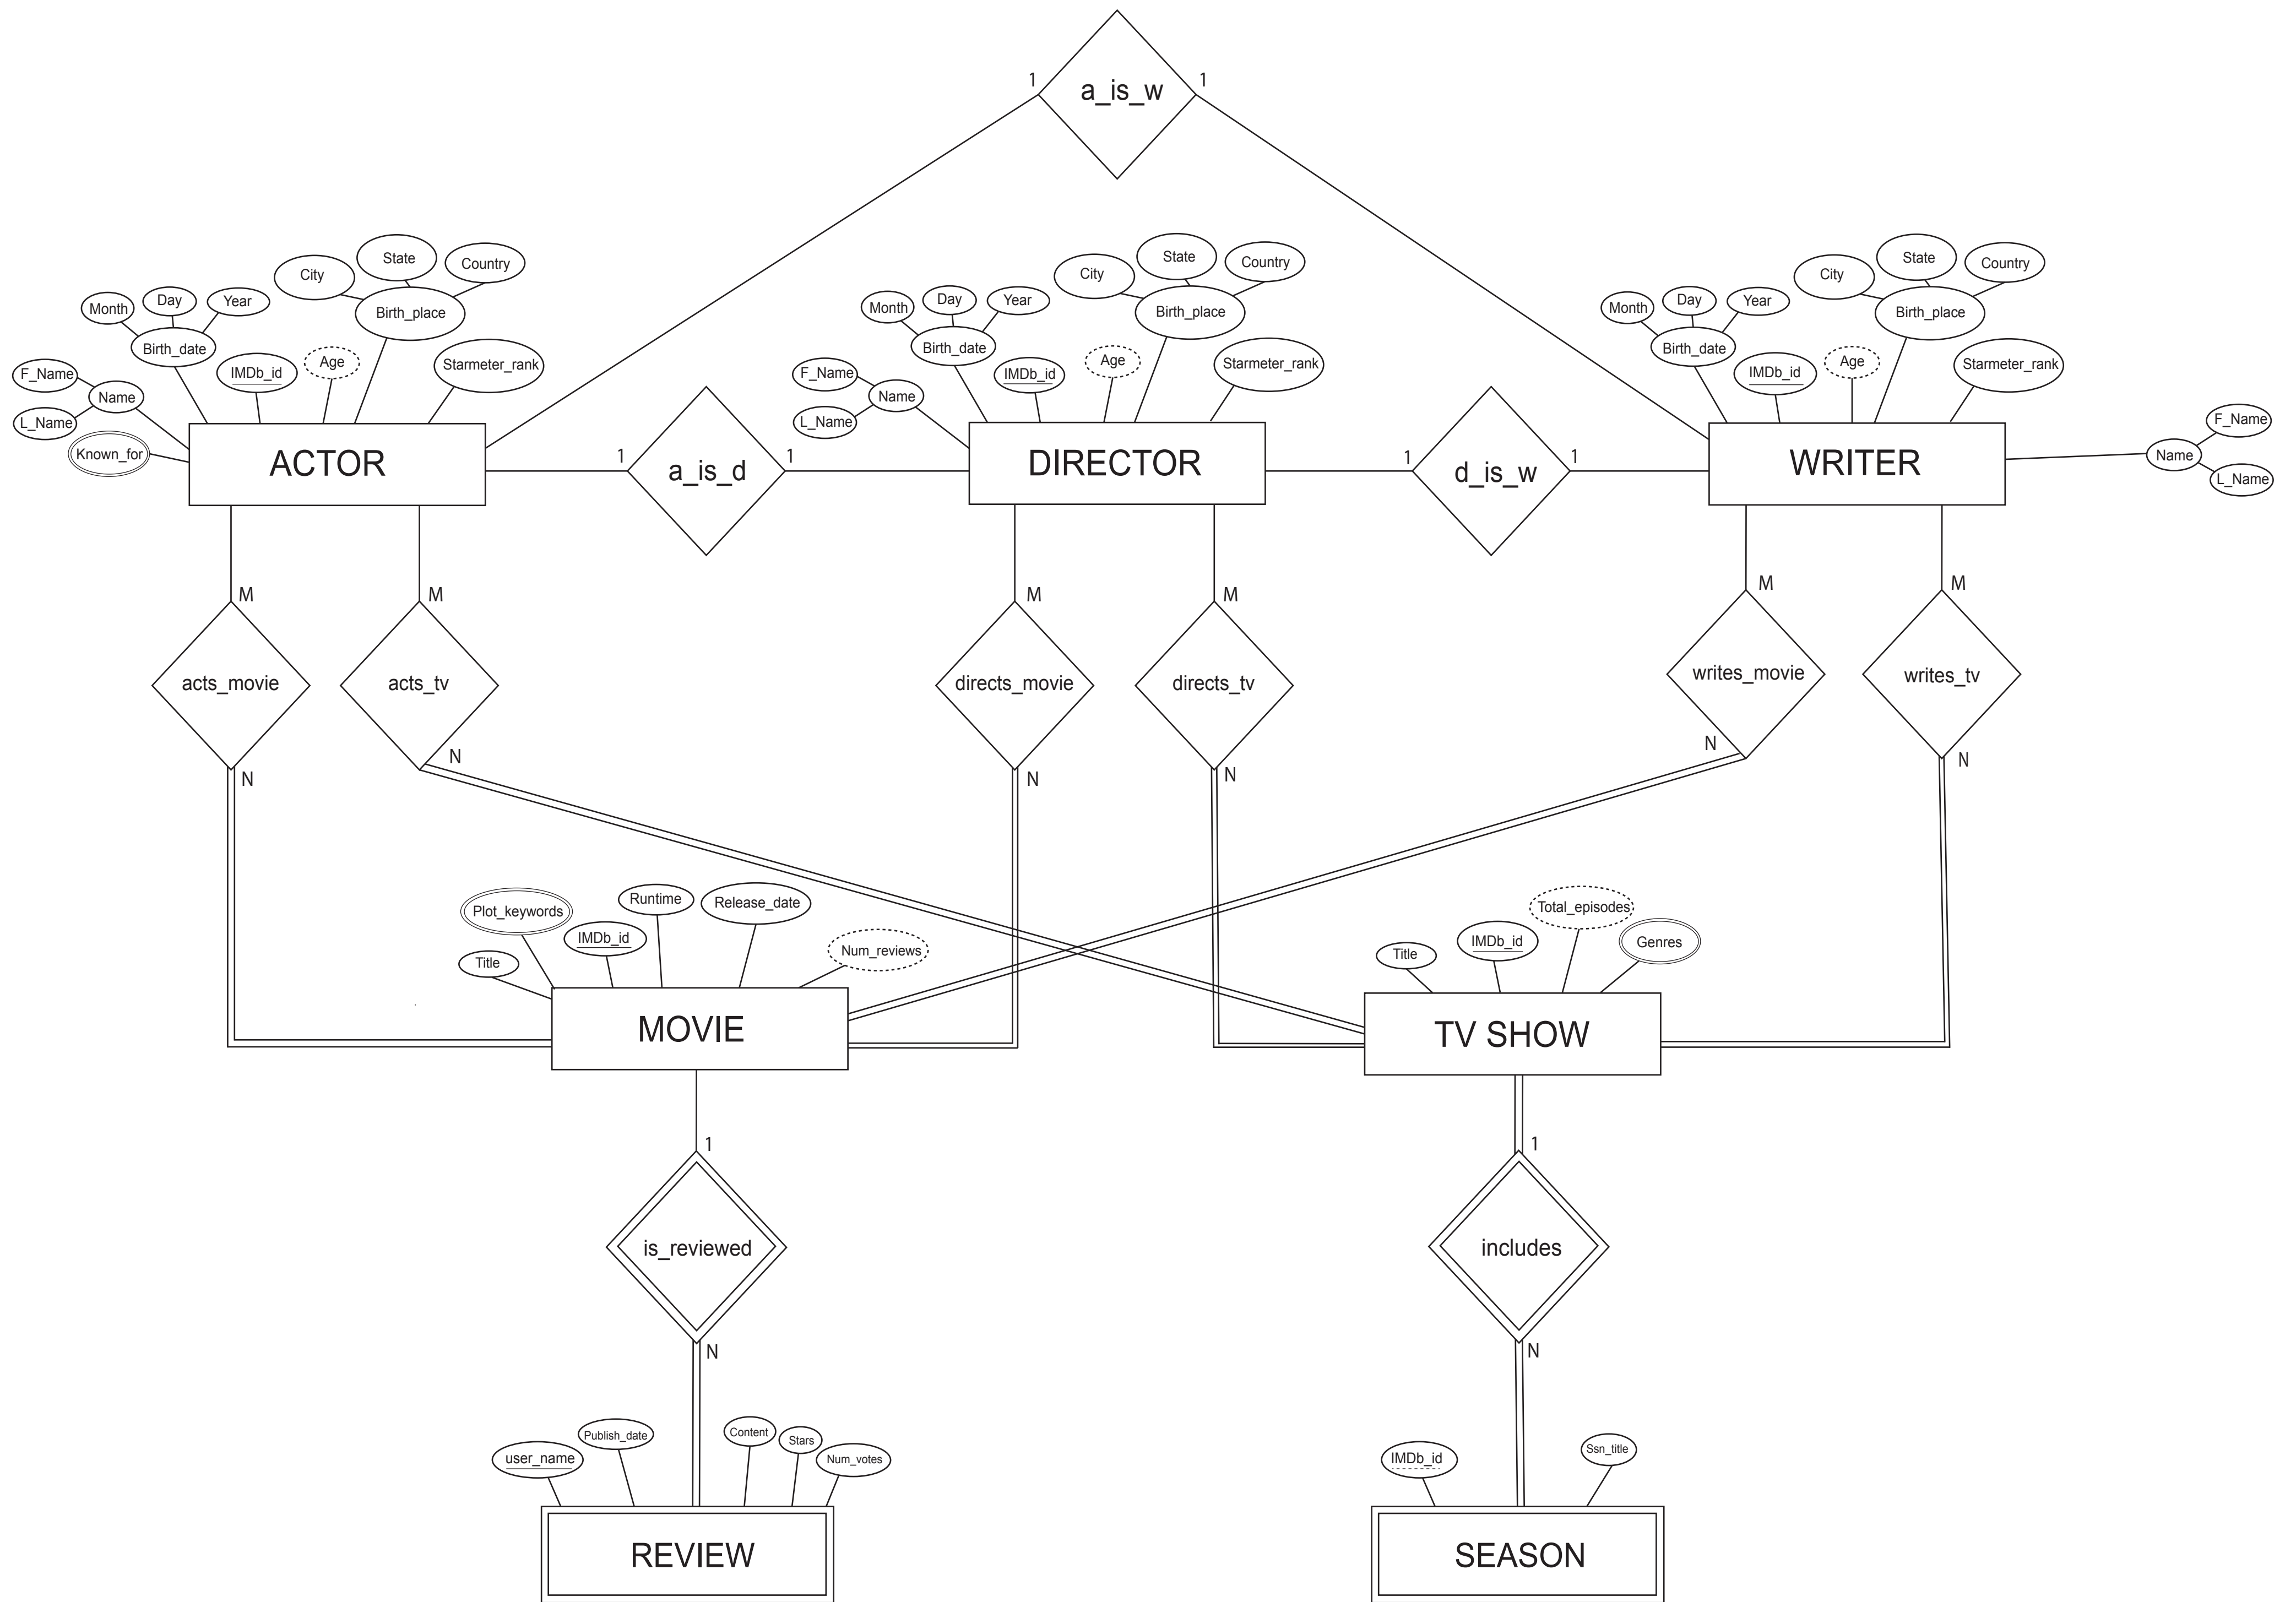 1
a_is_w
1
State
Country
City
Birth_place
Month
Day
Year
Birth_date
IMDb_id
Age
Starmeter_rank
F_Name
Name
L_Name
Known_for
ACTOR
1
a_is_d
1
State
Country
City
Birth_place
Month
Day
Year
Birth_date
IMDb_id
Age
Starmeter_rank
F_Name
Name
L_Name
DIRECTOR
1
d_is_w
1
State
Country
City
Birth_place
Month
Day
Year
Birth_date
IMDb_id
Age
Starmeter_rank
F_Name
Name
L_Name
WRITER
M
acts_movie
N
M
acts_tv
N
M
directs_movie
N
M
directs_tv
N
M
writes_movie
N
M
writes_tv
N
Plot_keywords
Runtime
Release_date
IMDb_id
Num_reviews
Title
MOVIE
Total_episodes
IMDb_id
Genres
Title
TV SHOW
1
is_reviewed
N
1
includes
N
user_name
Publish_date
Content
Stars
Num_votes
REVIEW
IMDb_id
Ssn_title
SEASON